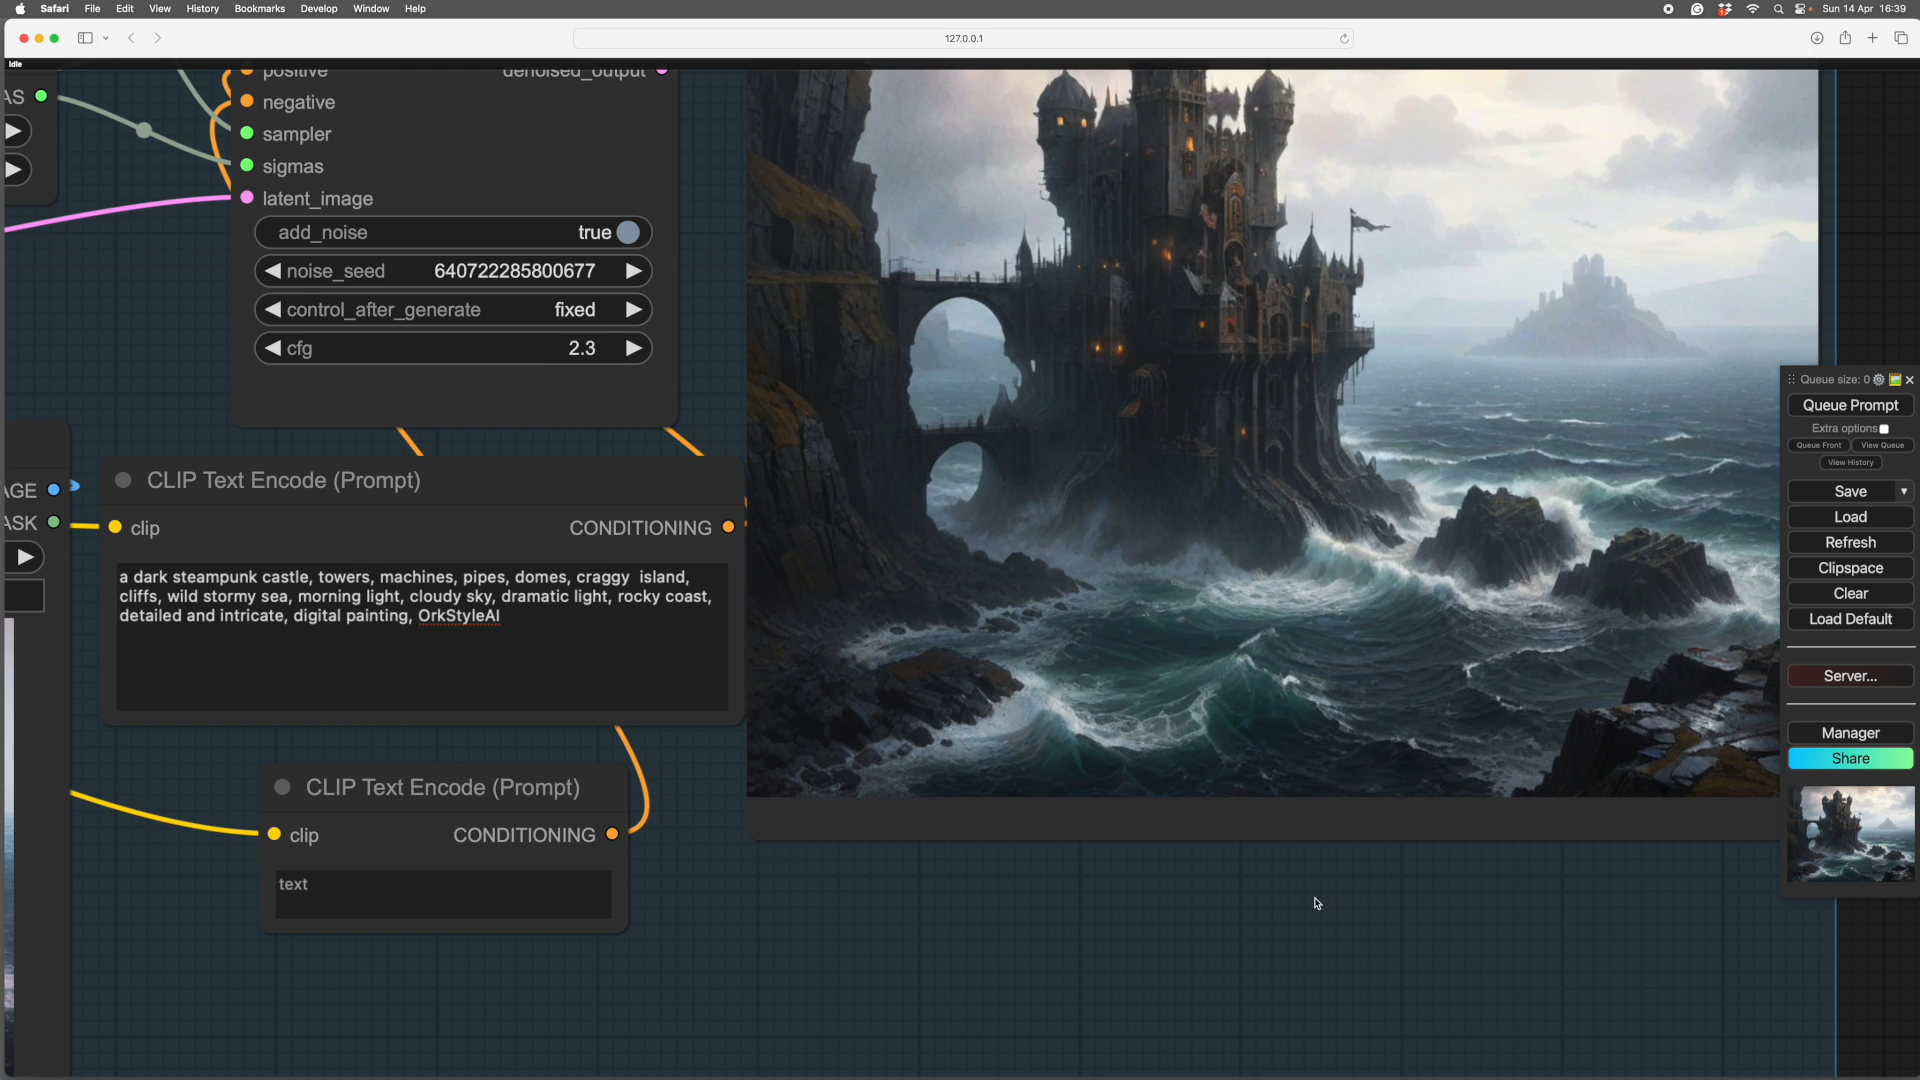 Safari File Edit View History Bookmarks Develop Window Help
Sun 14 Apr 16:39
127.0.0.1
Idle
positive
denoised_output
AS
negative
sampler
sigmas
latent_image
add_noise true
noise_seed 640722285800677
control_after_generate fixed
cfg 2.3
AGE
ASK
CLIP Text Encode (Prompt)
clip CONDITIONING
a dark steampunk castle, towers, machines, pipes, domes, craggy island,
cliffs, wild stormy sea, morning light, cloudy sky, dramatic light, rocky coast,
detailed and intricate, digital painting, OrkStyleAI
CLIP Text Encode (Prompt)
clip CONDITIONING
text
Queue size: 0
Queue Prompt
Extra options
Queue Front View Queue
View History
Save
Load
Refresh
Clipspace
Clear
Load Default
Server...
Manager
Share